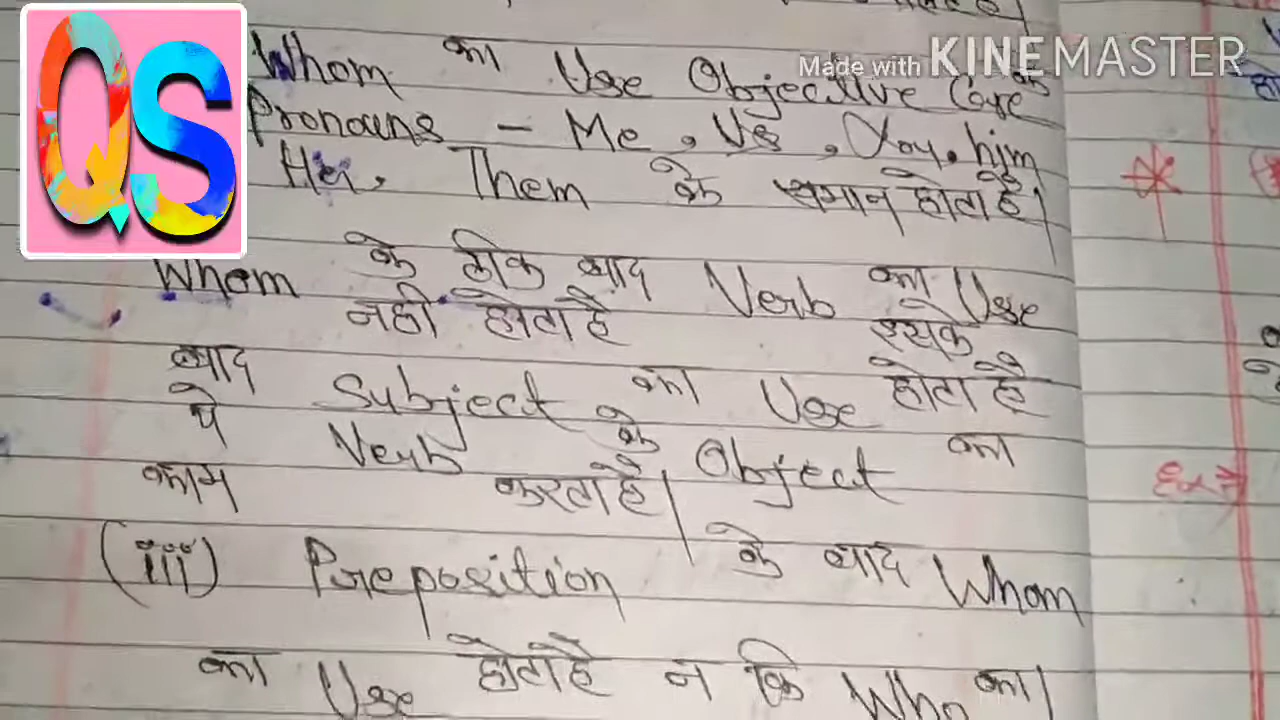 QS
Made with KINEMASTER
Whom का Use Objective Case के
Pronouns - Me, Us, You, him
Her, Them के समान होता है।
Whom के ठीक बाद Verb का Use
नही होता है इसके
बाद Subject का Use होता है
ये Verb के Object का
काम करता है।
(iii) Preposition के बाद Whom
का Use होता है न कि Who का।
Ex→